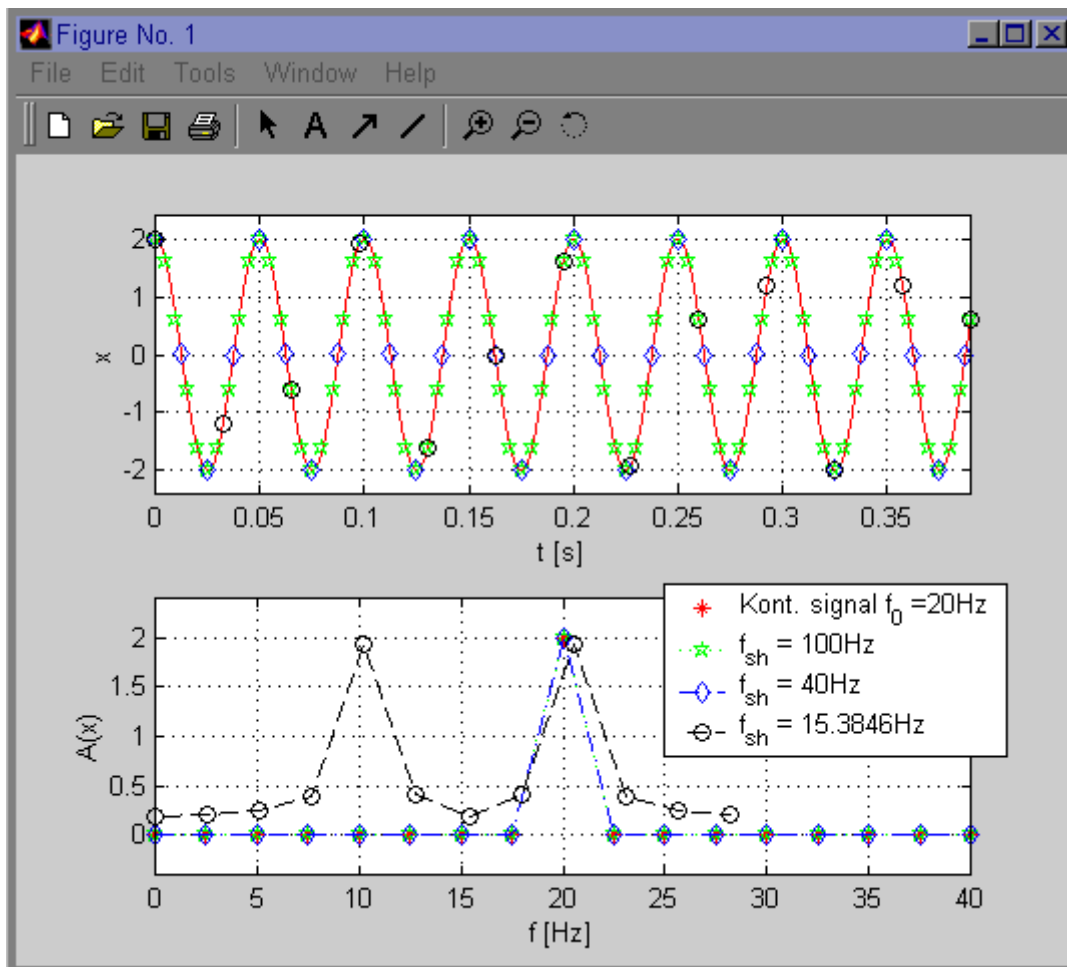 Figure No. 1
File Edit Tools Window Help
A
2
1
0
-1
-2
x
0 0.05 0.1 0.15 0.2 0.25 0.3 0.35
t [s]
2
1.5
1
0.5
0
A(x)
0 5 10 15 20 25 30 35 40
f [Hz]
Kont. signal f0 =20Hz
fsh = 100Hz
fsh = 40Hz
fsh = 15.3846Hz